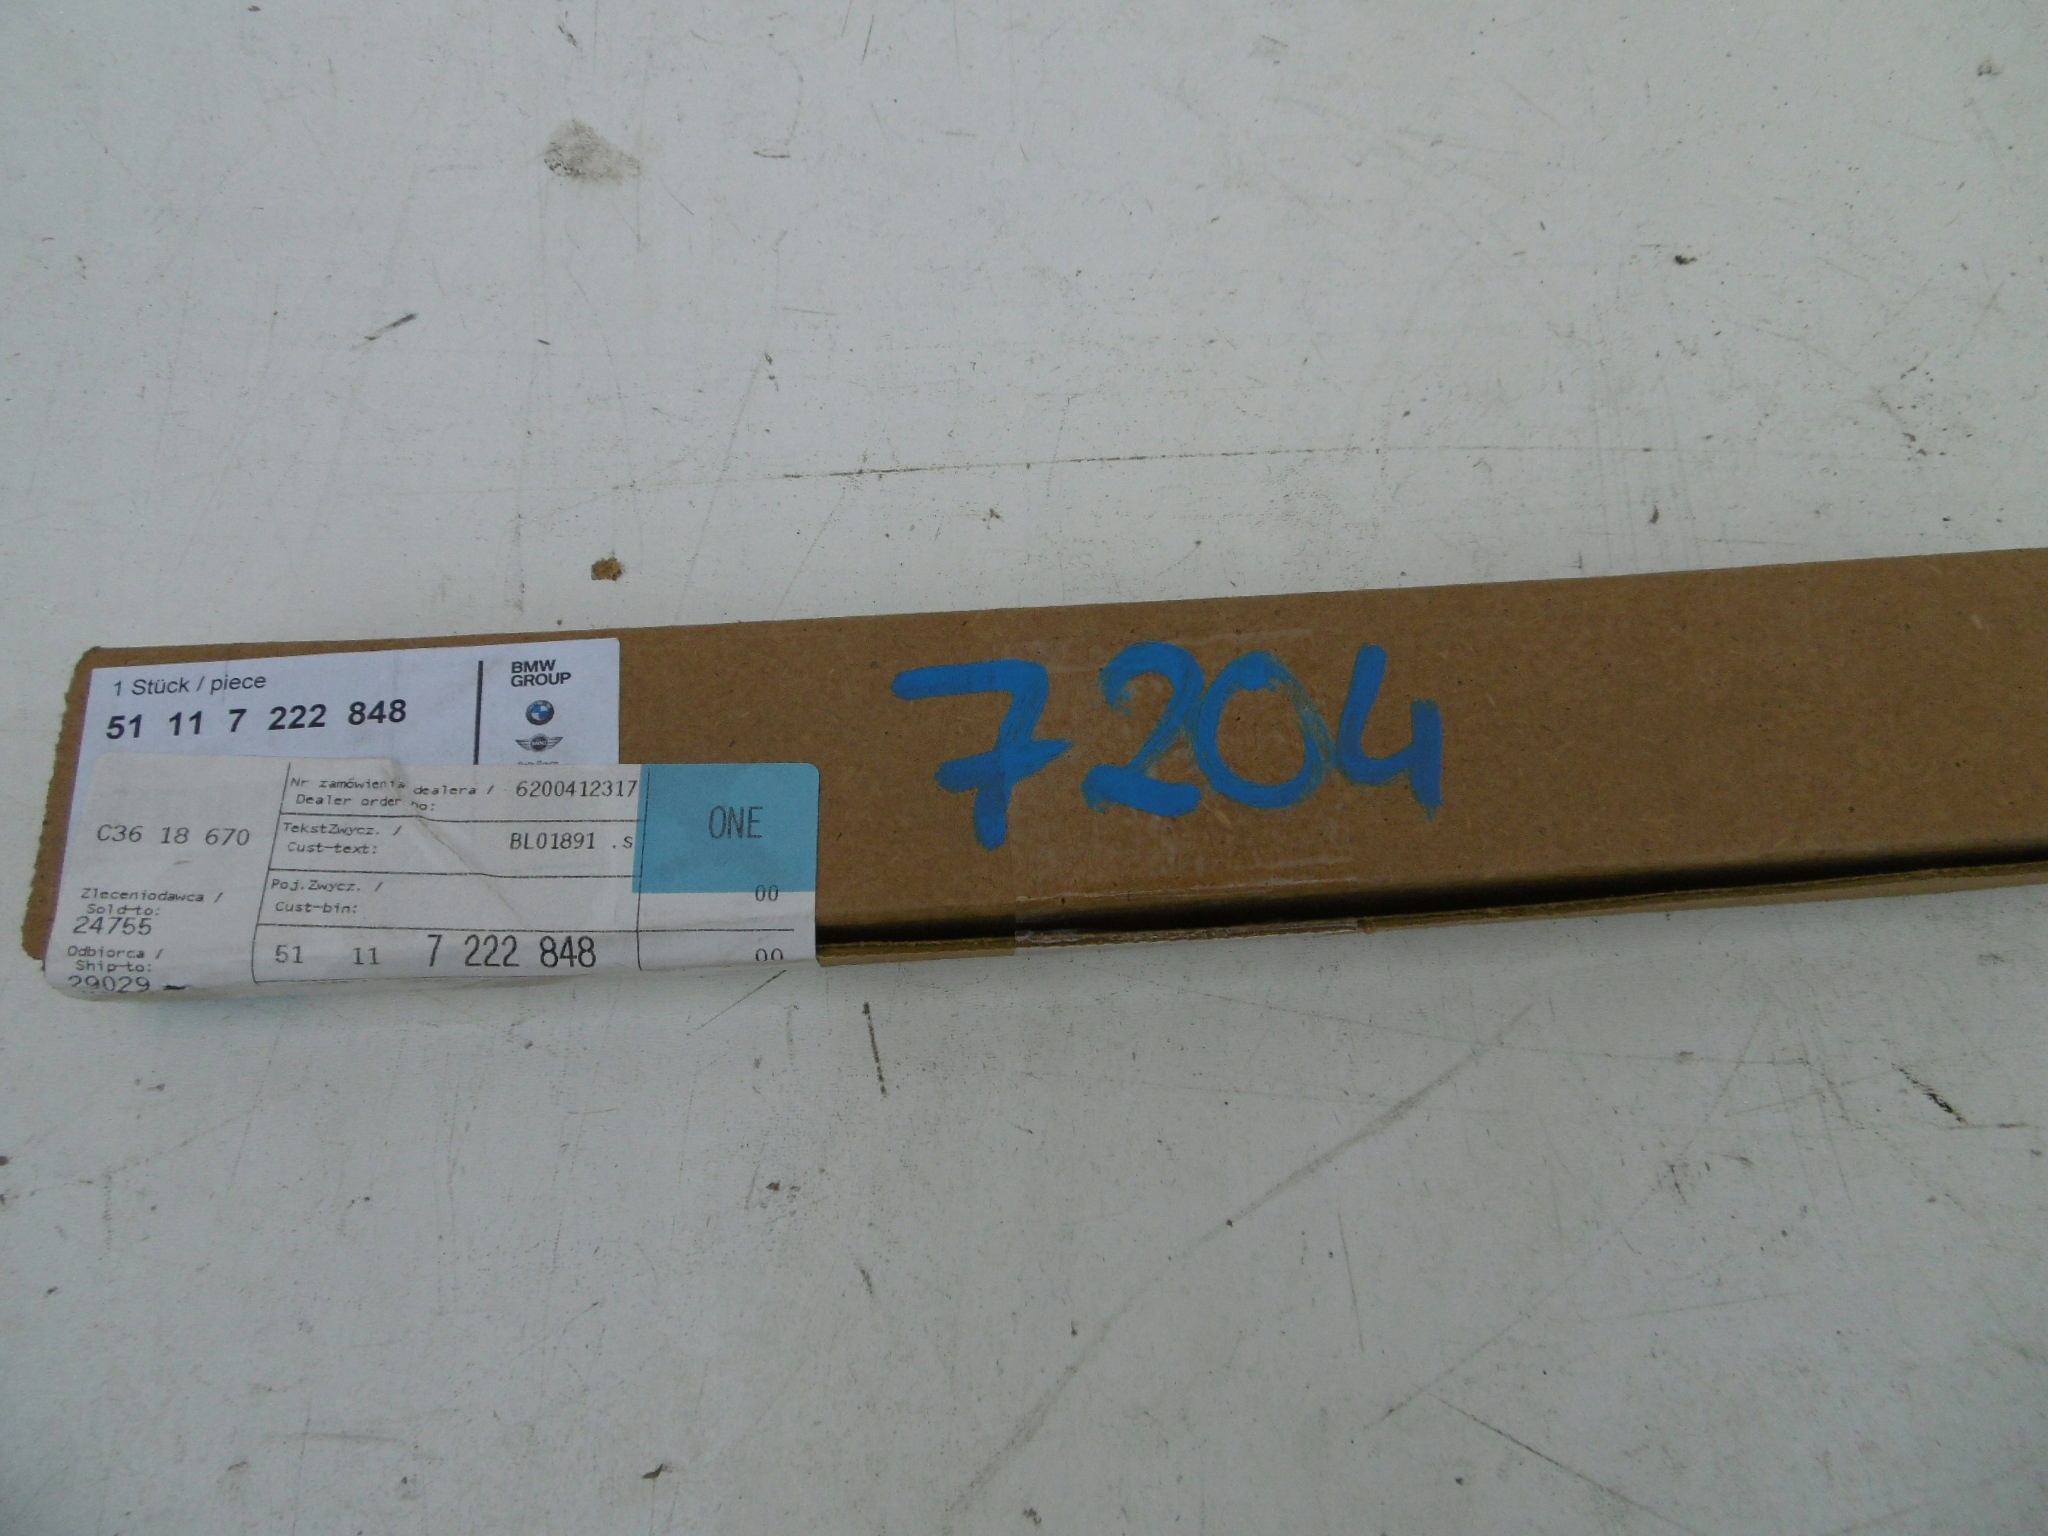 1 Stück / piece
51 11 7 222 848
BMW
GROUP
7204
C36 18 670
Nr zamówienia dealera /
Dealer order no:
6200412317
TekstZwycz. /
Cust-text:
BL01891 .s
ONE
Poj.Zwycz. /
Cust-bin:
00
Zleceniodawca /
Sold-to:
24755
Odbiorca /
Ship-to:
29029
51 11 7 222 848
00